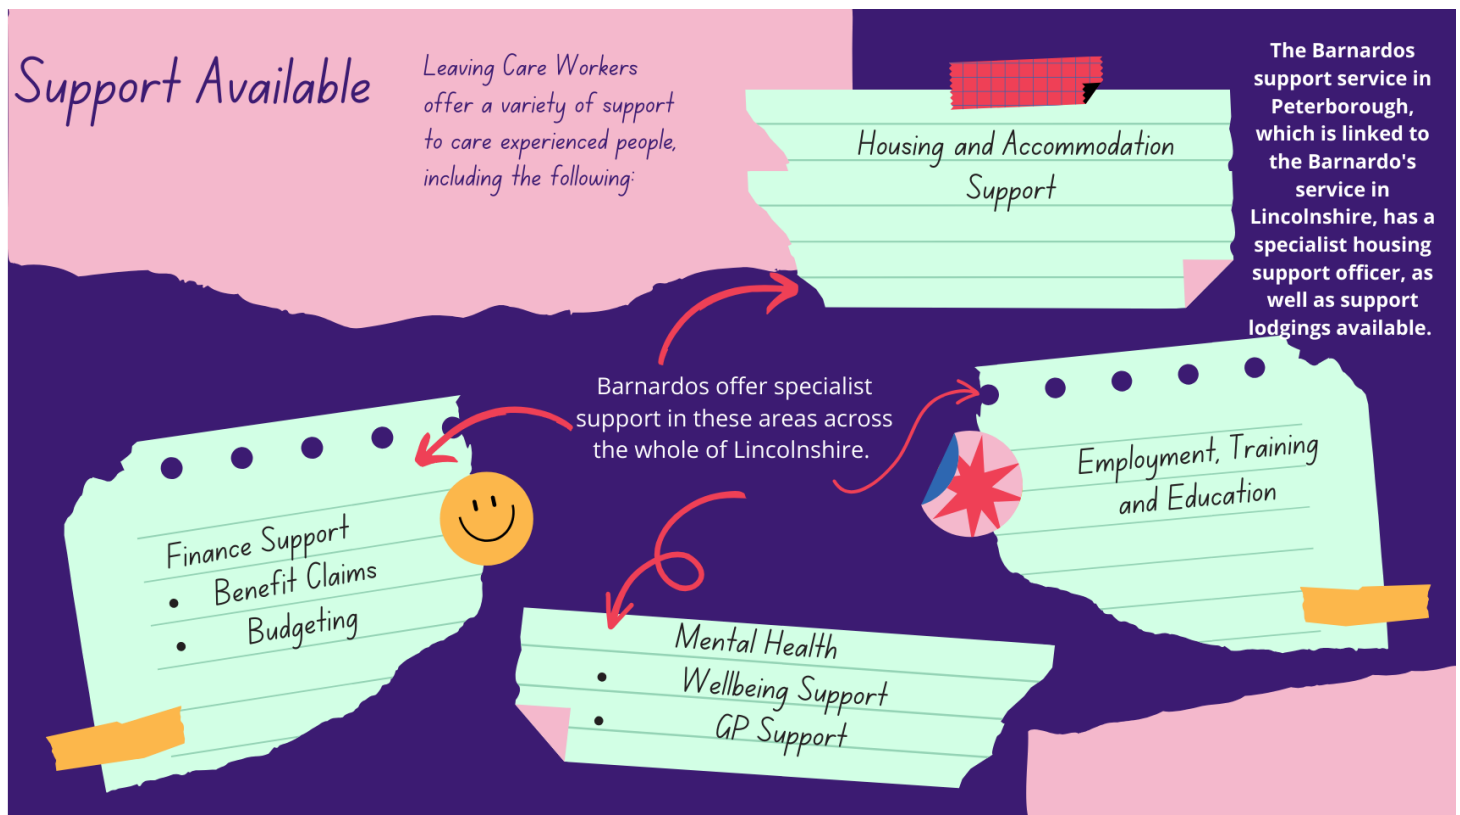 Support Available
Leaving Care Workers
offer a variety of support
to care experienced people,
including the following:
Housing and Accommodation
Support
The Barnardos
support service in
Peterborough,
which is linked to
the Barnardo's
service in
Lincolnshire, has a
specialist housing
support officer, as
well as support
lodgings available.
Barnardos offer specialist
support in these areas across
the whole of Lincolnshire.
Employment, Training
and Education
Finance Support
• Benefit Claims
• Budgeting
Mental Health
• Wellbeing Support
• GP Support